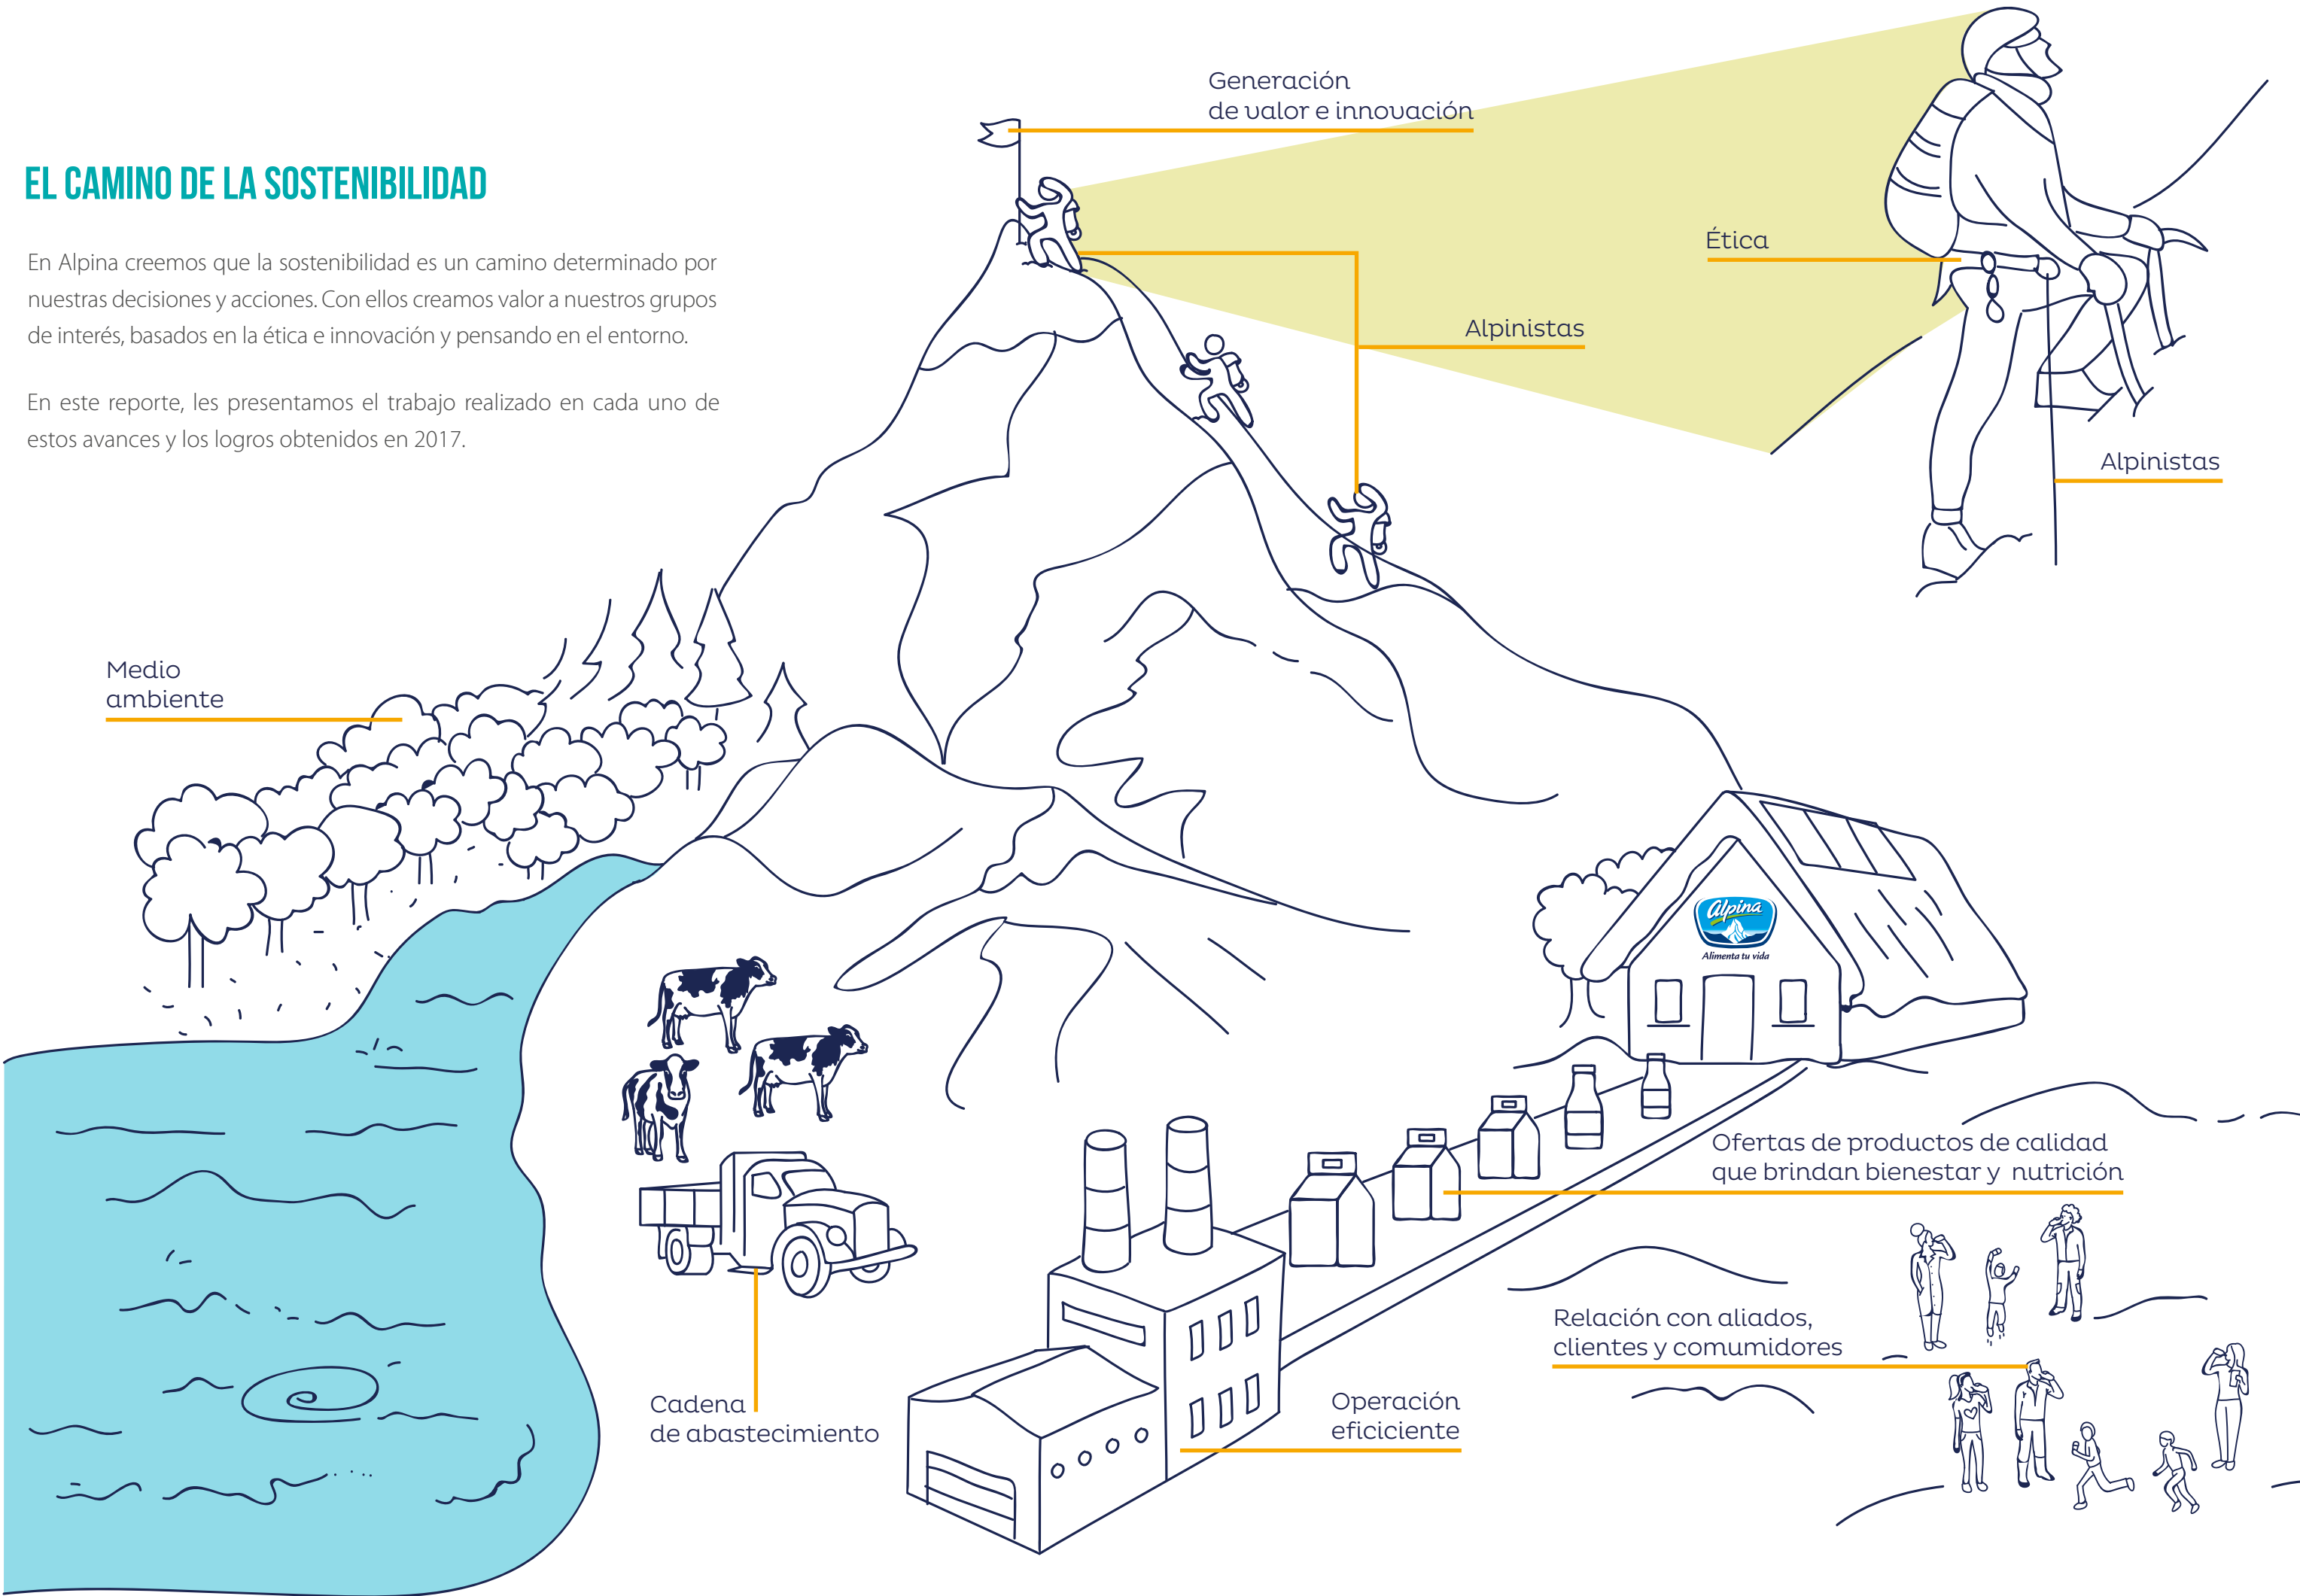 EL CAMINO DE LA SOSTENIBILIDAD
En Alpina creemos que la sostenibilidad es un camino determinado por
nuestras decisiones y acciones. Con ellos creamos valor a nuestros grupos
de interés, basados en la ética e innovación y pensando en el entorno.
En este reporte, les presentamos el trabajo realizado en cada uno de
estos avances y los logros obtenidos en 2017.
Generación
de valor e innovación
Ética
Alpinistas
Alpinistas
Medio
ambiente
Alpina
Alimenta tu vida
Ofertas de productos de calidad
que brindan bienestar y nutrición
Relación con aliados,
clientes y comumidores
Cadena
de abastecimiento
Operación
eficiciente